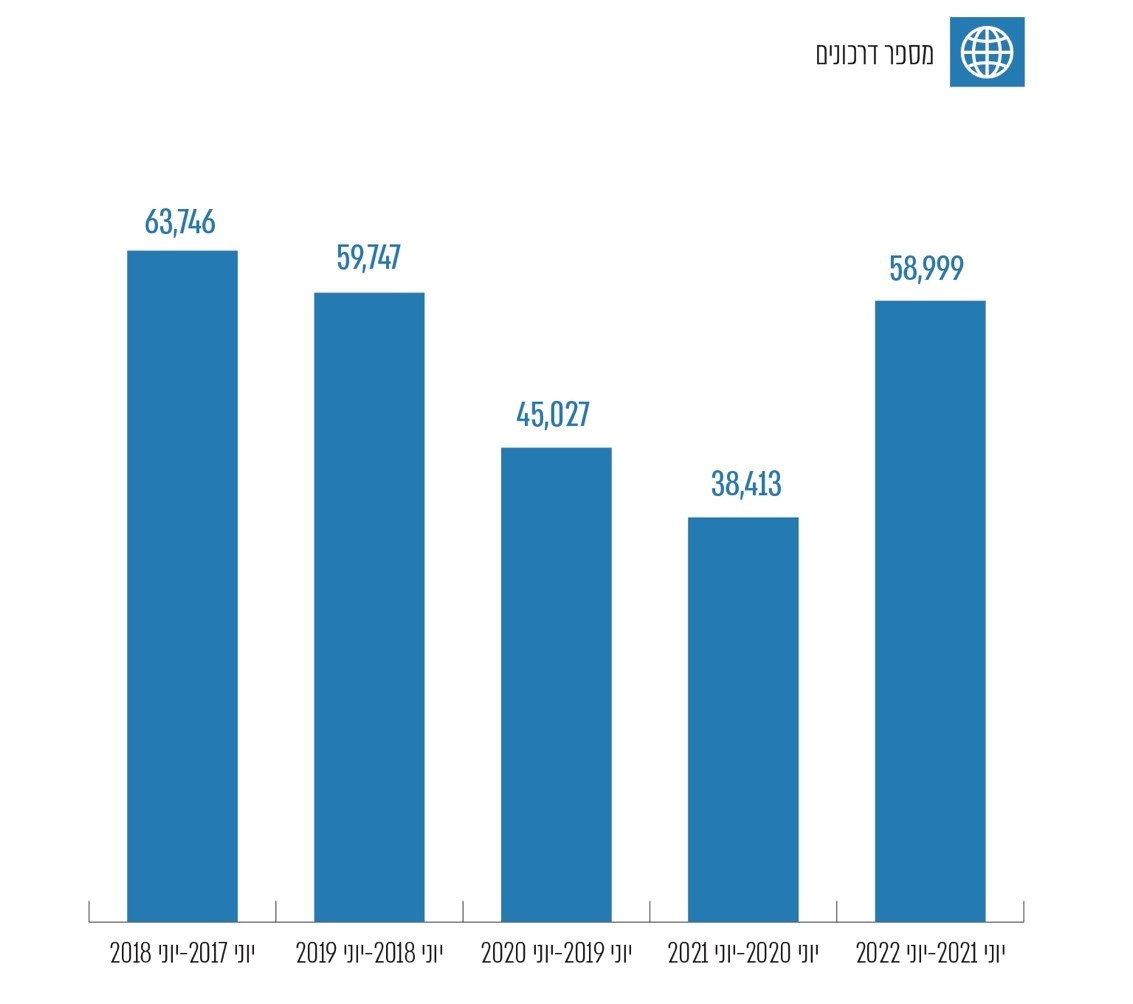 מספר דרכונים
63,746
59,747
45,027
38,413
58,999
יוני 2017-יוני 2018
יוני 2018-יוני 2019
יוני 2019-יוני 2020
יוני 2020-יוני 2021
יוני 2021-יוני 2022